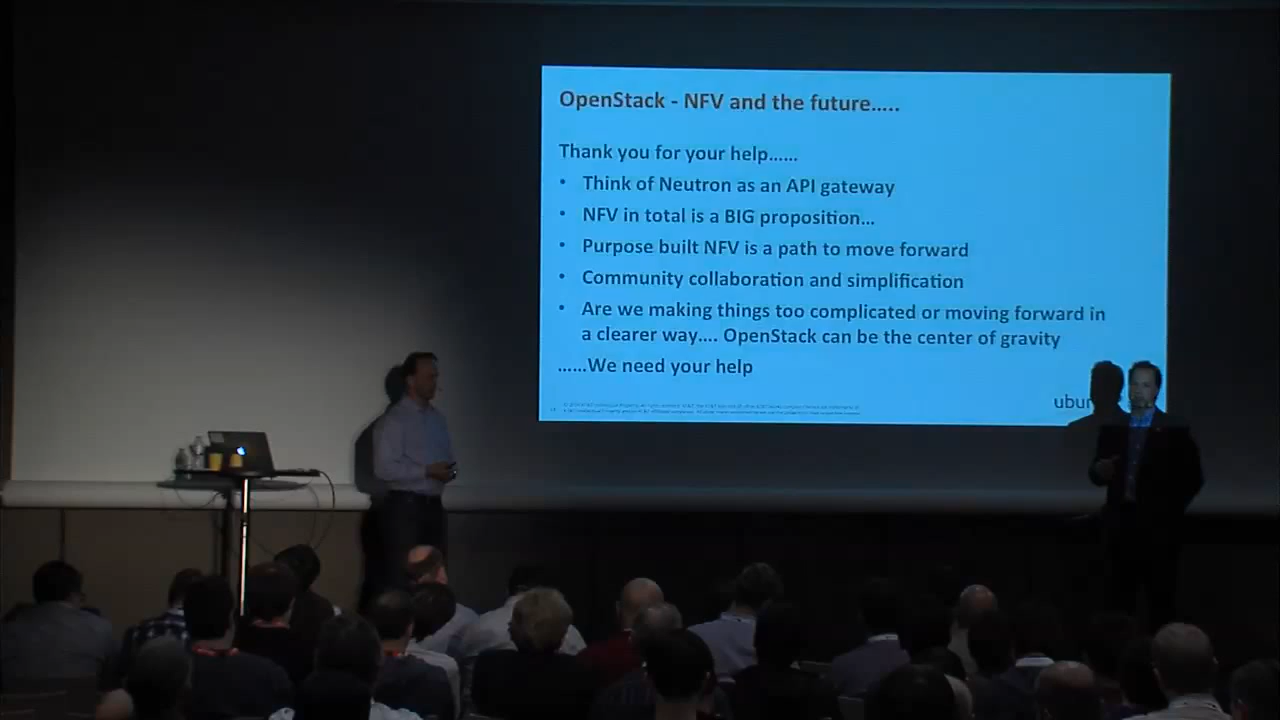 OpenStack - NFV and the future.....
Thank you for your help......
• Think of Neutron as an API gateway
• NFV in total is a BIG proposition...
• Purpose built NFV is a path to move forward
• Community collaboration and simplification
• Are we making things too complicated or moving forward in
a clearer way.... OpenStack can be the center of gravity
......We need your help